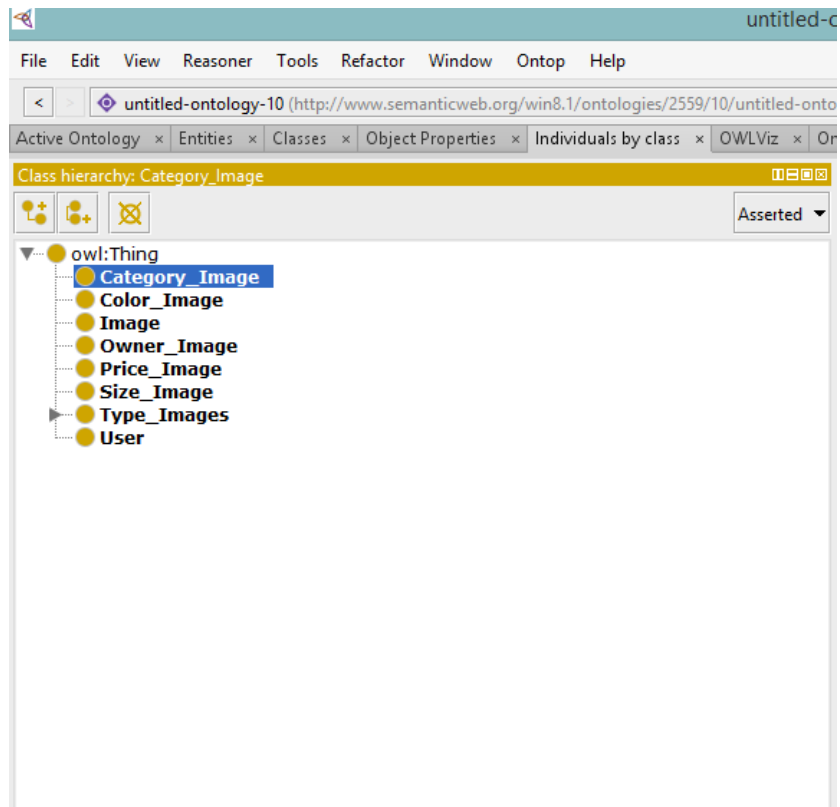 untitled-o
File Edit View Reasoner Tools Refactor Window Ontop Help
< > untitled-ontology-10 (http://www.semanticweb.org/win8.1/ontologies/2559/10/untitled-onto
Active Ontology × Entities × Classes × Object Properties × Individuals by class × OWLViz × On
Class hierarchy: Category_Image
Asserted
owl:Thing
Category_Image
Color_Image
Image
Owner_Image
Price_Image
Size_Image
Type_Images
User